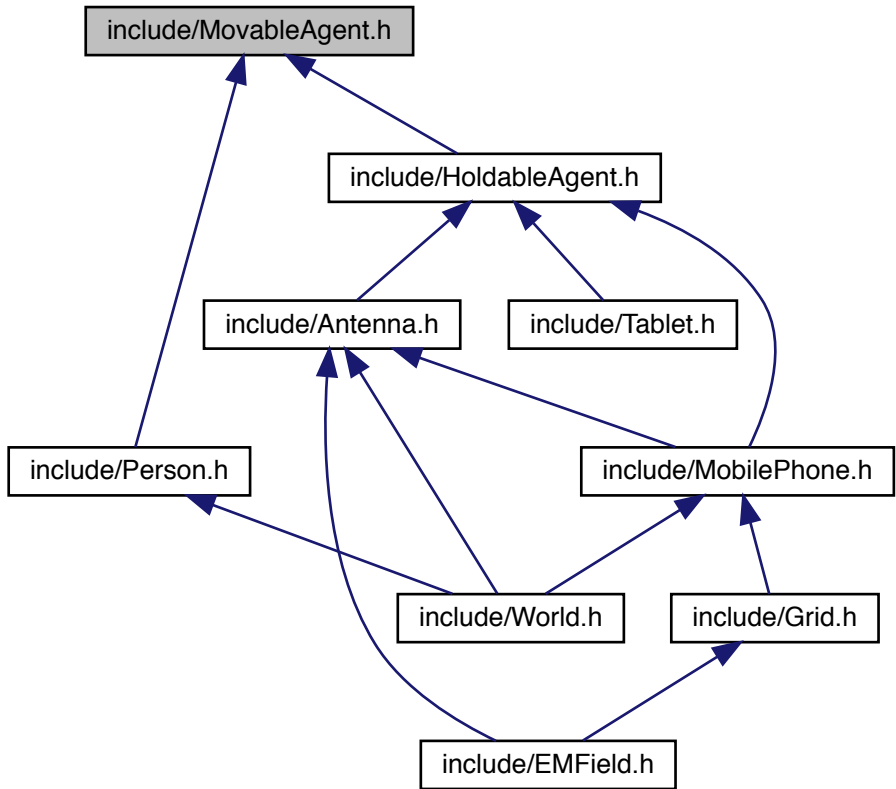 include/MovableAgent.h
include/HoldableAgent.h
include/Antenna.h
include/Tablet.h
include/Person.h
include/MobilePhone.h
include/World.h
include/Grid.h
include/EMField.h